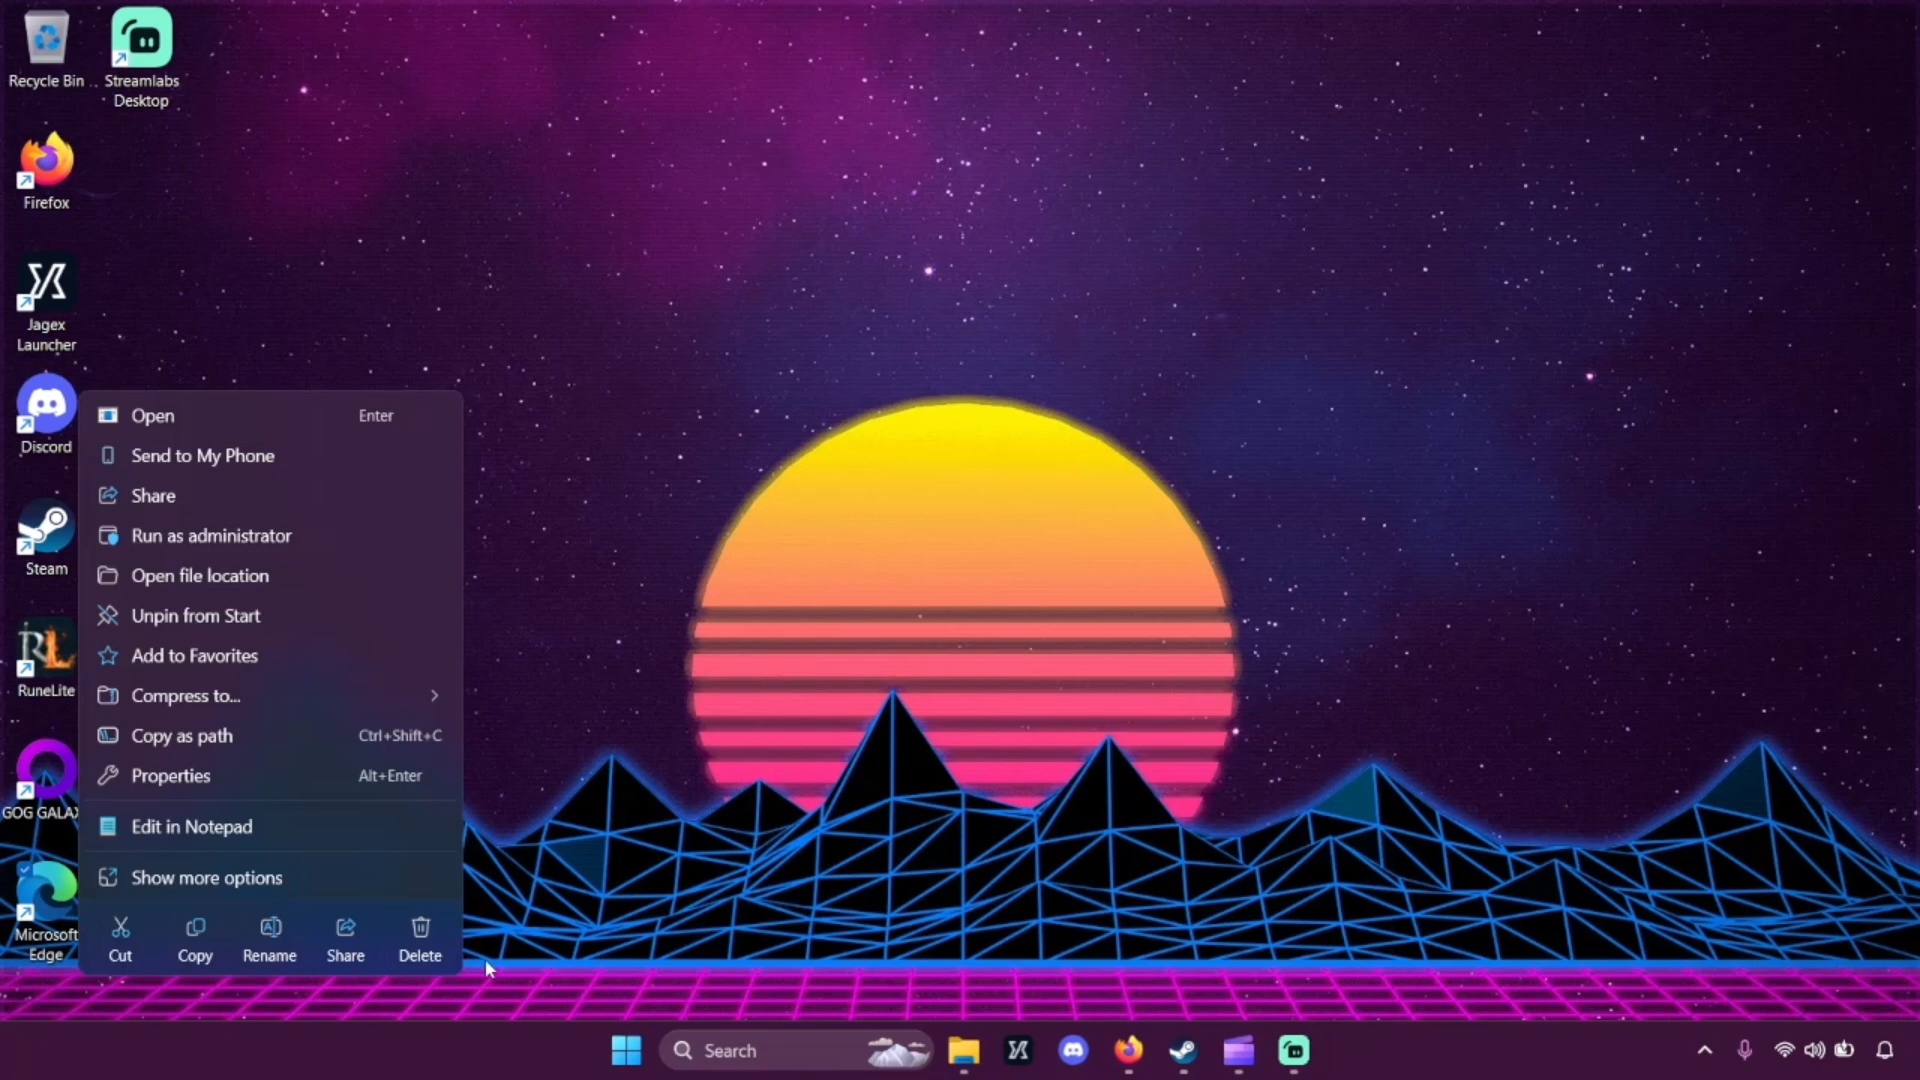 Recycle Bin
Streamlabs
Desktop
Firefox
Jagex
Launcher
Discord
Steam
RL
RuneLite
GOG GALAX
Microsoft
Edge
Open Enter
Send to My Phone
Share
Run as administrator
Open file location
Unpin from Start
Add to Favorites
Compress to...
Copy as path Ctrl+Shift+C
Properties Alt+Enter
Edit in Notepad
Show more options
Cut Copy Rename Share Delete
Search